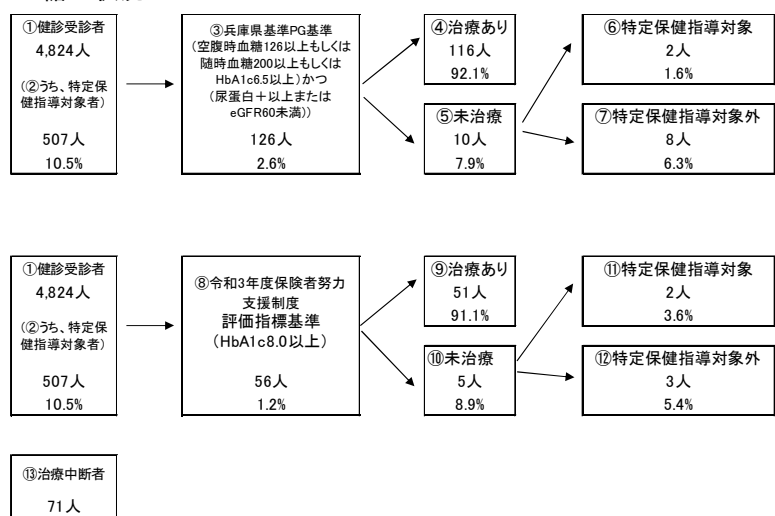 ①健診受診者
4,824人
(②うち、特定保
健指導対象者)
507人
10.5%
③兵庫県基準PG基準
(空腹時血糖126以上もしくは
随時血糖200以上もしくは
HbA1c6.5以上)かつ
(尿蛋白+以上または
eGFR60未満))
126人
2.6%
④治療あり
116人
92.1%
⑤未治療
10人
7.9%
⑥特定保健指導対象
2人
1.6%
⑦特定保健指導対象外
8人
6.3%
①健診受診者
4,824人
(②うち、特定保
健指導対象者)
507人
10.5%
⑧令和3年度保険者努力
支援制度
評価指標基準
(HbA1c8.0以上)
56人
1.2%
⑨治療あり
51人
91.1%
⑩未治療
5人
8.9%
⑪特定保健指導対象
2人
3.6%
⑫特定保健指導対象外
3人
5.4%
⑬治療中断者
71人